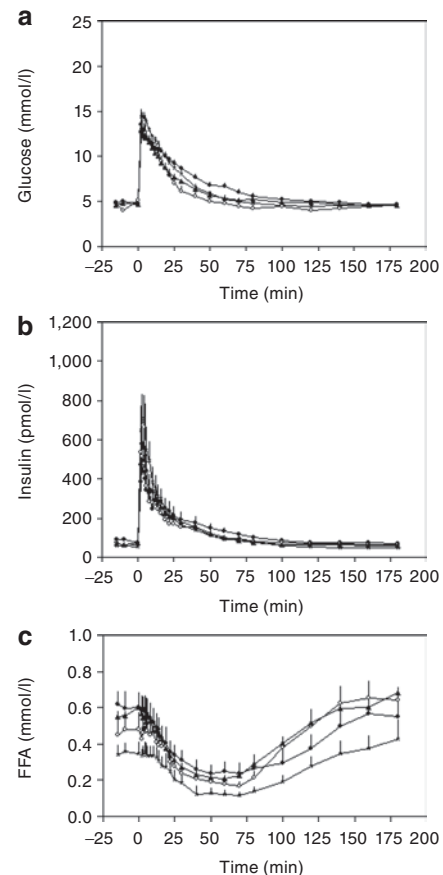 a
25
20
15
10
5
0
Glucose (mmol/l)
−25 0 25 50 75 100 125 150 175 200
Time (min)
b
1,200
1,000
800
600
400
200
0
Insulin (pmol/l)
−25 0 25 50 75 100 125 150 175 200
Time (min)
c
1.0
0.8
0.6
0.4
0.2
0.0
FFA (mmol/l)
−25 0 25 50 75 100 125 150 175 200
Time (min)